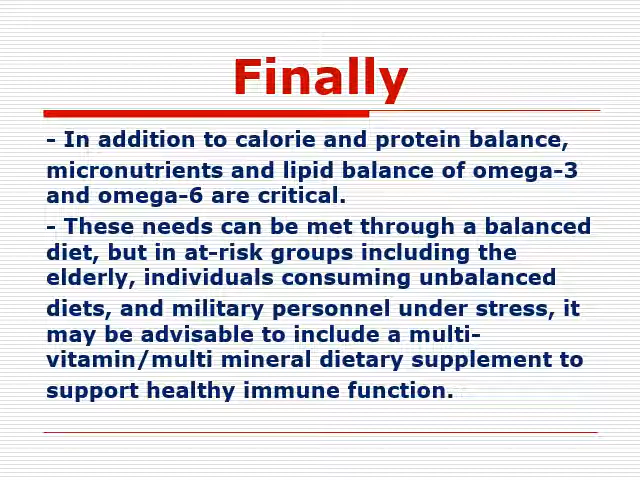 Finally
- In addition to calorie and protein balance,
micronutrients and lipid balance of omega-3
and omega-6 are critical.
- These needs can be met through a balanced
diet, but in at-risk groups including the
elderly, individuals consuming unbalanced
diets, and military personnel under stress, it
may be advisable to include a multi-
vitamin/multi mineral dietary supplement to
support healthy immune function.